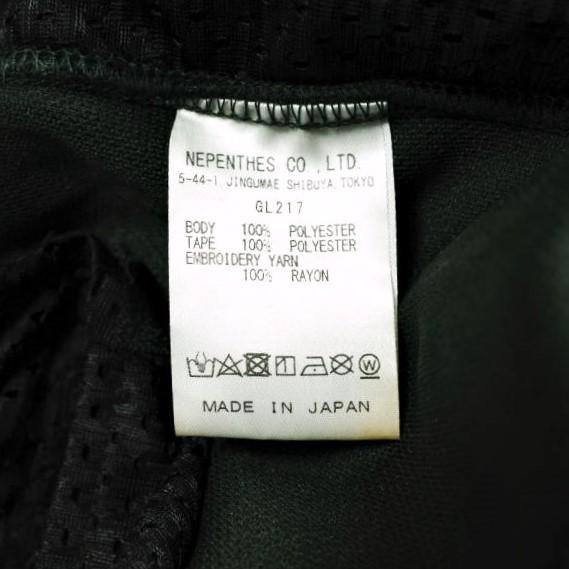 NEPENTHES CO.,LTD.
5-44-1 JINGUMAE SHIBUYA,TOKYO
GL217
BODY 100% POLYESTER
TAPE 100% POLYESTER
EMBROIDERY YARN
100% RAYON
W
MADE IN JAPAN